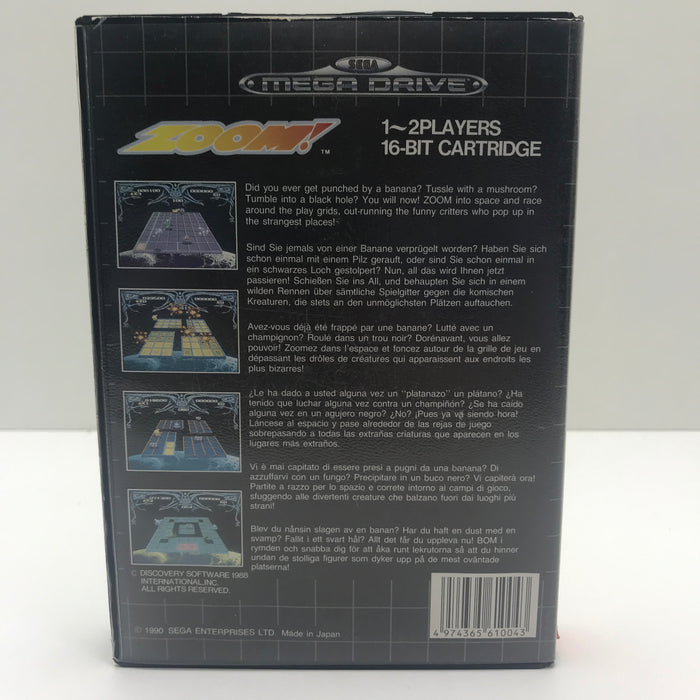 SEGA
MEGA DRIVE
ZOOM!™
1~2PLAYERS
16-BIT CARTRIDGE
Did you ever get punched by a banana? Tussle with a mushroom?
Tumble into a black hole? You will now! ZOOM into space and race
around the play grids, out-running the funny critters who pop up in
the strangest places!
Sind Sie jemals von einer Banane verprügelt worden? Haben Sie sich
schon einmal mit einem Pilz gerauft, oder sind Sie schon einmal in
ein schwarzes Loch gestolpert? Nun, all das wird Ihnen jetzt
passieren! Schießen Sie ins All, und behaupten Sie sich in einem
wilden Rennen über sämtliche Spielgitter gegen die komischen
Kreaturen, die stets an den unmöglichsten Plätzen auftauchen.
Avez-vous déjà été frappé par une banane? Lutté avec un
champignon? Roulé dans un trou noir? Dorénavant, vous allez
pouvoir! Zoomez dans l'espace et foncez autour de la grille de jeu en
dépassant les drôles de créatures qui apparaissent aux endroits les
plus bizarres!
¿Le ha dado a usted alguna vez un "platanazo" un plátano? ¿Ha
tenido que luchar alguna vez contra un champiñón? ¿Se ha caído
alguna vez en un agujero negro? ¿No? ¡Pues ya va siendo hora!
Láncese al espacio y pase alrededor de las rejas de juego
sobrepasando a todas las extrañas criaturas que aparecen en los
lugares más extraños.
Vi è mai capitato di essere presi a pugni da una banana? Di
azzuffarvi con un fungo? Precipitare in un buco nero? Vi capiterà ora!
Partite a razzo per lo spazio e correte intorno ai campi di gioco,
sfuggendo alle divertenti creature che balzano fuori dai luoghi più
strani!
Blev du nånsin slagen av en banan? Har du haft en dust med en
svamp? Fallit i ett svart hål? Allt det får du uppleva nu! BOM i
rymden och snabba dig för att åka runt lekrutorna så att du hinner
undan de stolliga figurer som dyker upp på de mest oväntade
platserna!
© DISCOVERY SOFTWARE 1988
INTERNATIONAL,INC.
ALL RIGHTS RESERVED.
© 1990 SEGA ENTERPRISES LTD. Made in Japan
4 974365 610043